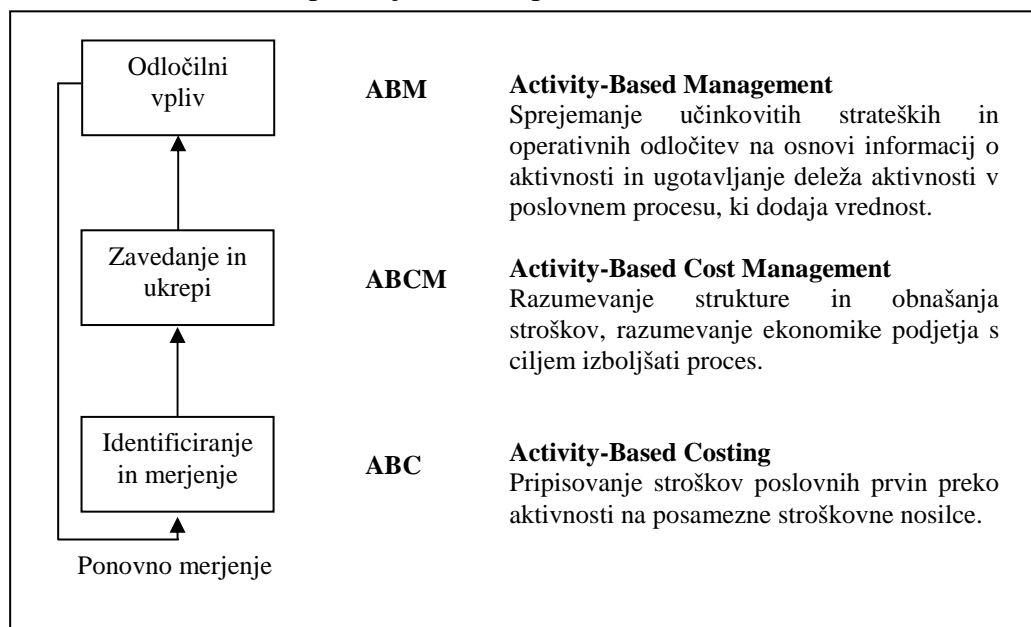 Odločilni
vpliv
ABM
Activity-Based Management
Sprejemanje učinkovitih strateških in
operativnih odločitev na osnovi informacij o
aktivnosti in ugotavljanje deleža aktivnosti v
poslovnem procesu, ki dodaja vrednost.
Zavedanje in
ukrepi
ABCM
Activity-Based Cost Management
Razumevanje strukture in obnašanja
stroškov, razumevanje ekonomike podjetja s
ciljem izboljšati proces.
Identificiranje
in merjenje
ABC
Activity-Based Costing
Pripisovanje stroškov poslovnih prvin preko
aktivnosti na posamezne stroškovne nosilce.
Ponovno merjenje